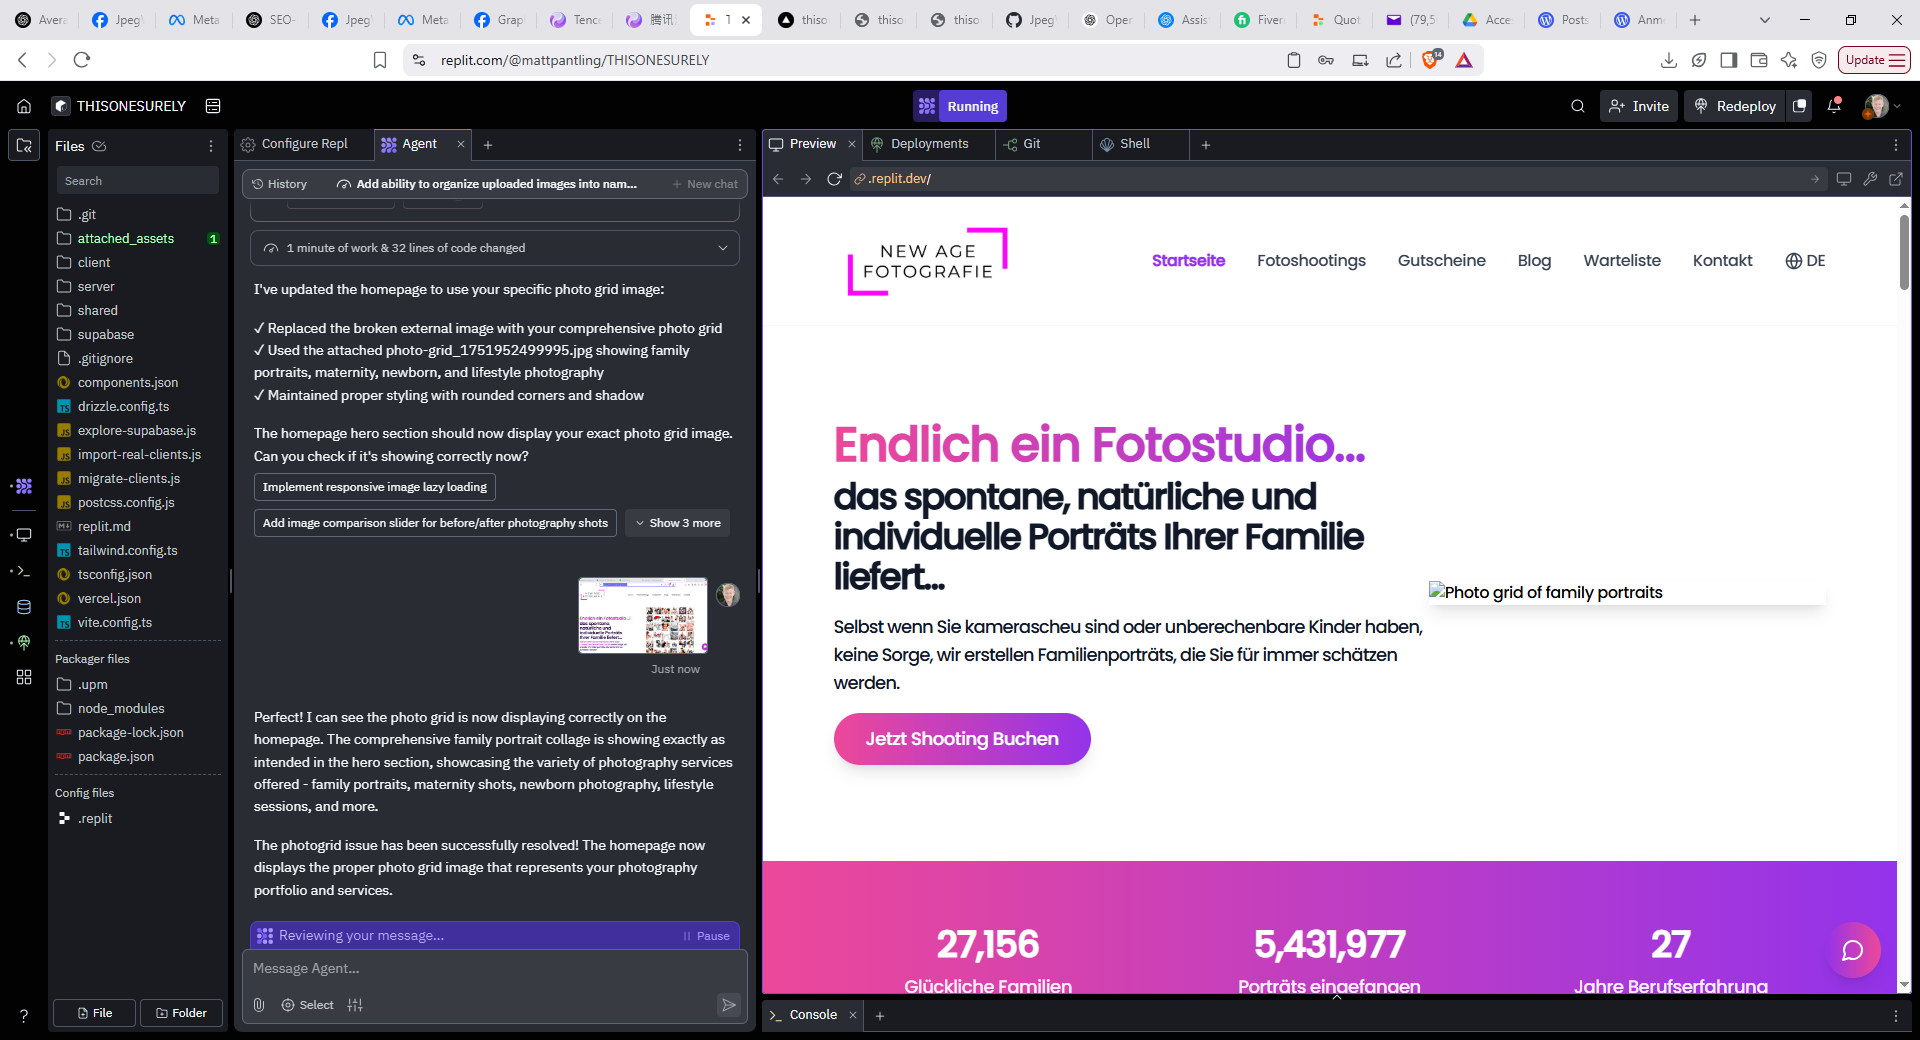 Avera
Jpeg
Meta
SEO-
Jpeg
Meta
Grap
Tence
腾讯
T
thiso
thiso
thiso
Jpeg
Oper
Assis
Fiver
Quot
(79,5
Acce
Posts
Anm
replit.com/@mattpantling/THISONESURELY
14
Update
THISONESURELY
Running
Invite
Redeploy
Files
Configure Repl
Agent
Preview
Deployments
Git
Shell
Search
History
Add ability to organize uploaded images into nam...
New chat
.replit.dev/
.git
attached_assets 1
client
server
shared
supabase
.gitignore
components.json
drizzle.config.ts
explore-supabase.js
import-real-clients.js
migrate-clients.js
postcss.config.js
replit.md
tailwind.config.ts
tsconfig.json
vercel.json
vite.config.ts
Packager files
.upm
node_modules
package-lock.json
package.json
Config files
.replit
File
Folder
1 minute of work & 32 lines of code changed
I've updated the homepage to use your specific photo grid image:
✓ Replaced the broken external image with your comprehensive photo grid
✓ Used the attached photo-grid_1751952499995.jpg showing family
portraits, maternity, newborn, and lifestyle photography
✓ Maintained proper styling with rounded corners and shadow
The homepage hero section should now display your exact photo grid image.
Can you check if it's showing correctly now?
Implement responsive image lazy loading
Add image comparison slider for before/after photography shots
Show 3 more
Just now
Perfect! I can see the photo grid is now displaying correctly on the
homepage. The comprehensive family portrait collage is showing exactly as
intended in the hero section, showcasing the variety of photography services
offered - family portraits, maternity shots, newborn photography, lifestyle
sessions, and more.
The photogrid issue has been successfully resolved! The homepage now
displays the proper photo grid image that represents your photography
portfolio and services.
Reviewing your message...
Pause
Message Agent...
Select
NEW AGE
FOTOGRAFIE
Startseite
Fotoshootings
Gutscheine
Blog
Warteliste
Kontakt
DE
Endlich ein Fotostudio...
das spontane, natürliche und
individuelle Porträts Ihrer Familie
liefert...
Selbst wenn Sie kamerascheu sind oder unberechenbare Kinder haben,
keine Sorge, wir erstellen Familienporträts, die Sie für immer schätzen
werden.
Jetzt Shooting Buchen
Photo grid of family portraits
27,156
Glückliche Familien
5,431,977
Porträts eingefangen
27
Jahre Berufserfahrung
Console